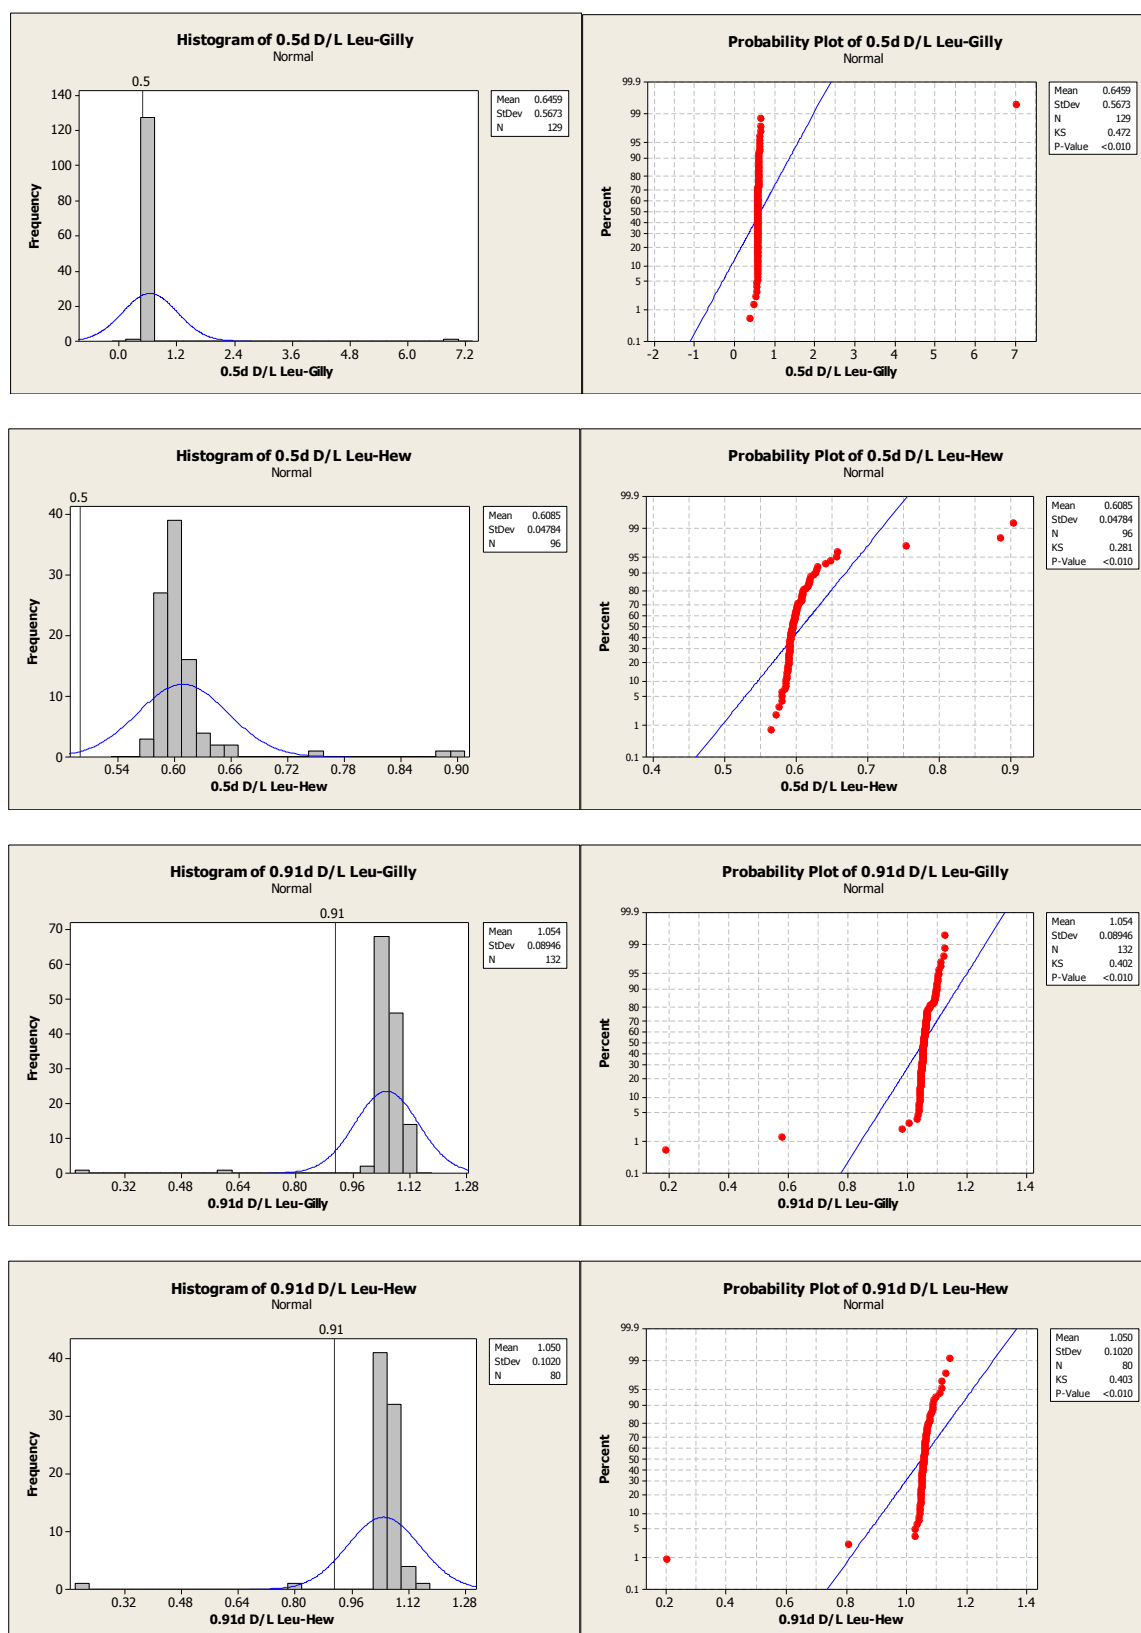 Histogram of 0.5d D/L Leu-Gilly
Normal
0.5
140
120
100
80
60
40
20
0
Frequency
0.0 1.2 2.4 3.6 4.8 6.0 7.2
0.5d D/L Leu-Gilly
Mean 0.6459
StDev 0.5673
N 129
Probability Plot of 0.5d D/L Leu-Gilly
Normal
99.9
99
95
90
80
70
60
50
40
30
20
10
5
1
0.1
Percent
-2 -1 0 1 2 3 4 5 6 7
0.5d D/L Leu-Gilly
Mean 0.6459
StDev 0.5673
N 129
KS 0.472
P-Value <0.010
Histogram of 0.5d D/L Leu-Hew
Normal
0.5
40
30
20
10
0
Frequency
0.54 0.60 0.66 0.72 0.78 0.84 0.90
0.5d D/L Leu-Hew
Mean 0.6085
StDev 0.04784
N 96
Probability Plot of 0.5d D/L Leu-Hew
Normal
99.9
99
95
90
80
70
60
50
40
30
20
10
5
1
0.1
Percent
0.4 0.5 0.6 0.7 0.8 0.9
0.5d D/L Leu-Hew
Mean 0.6085
StDev 0.04784
N 96
KS 0.281
P-Value <0.010
Histogram of 0.91d D/L Leu-Gilly
Normal
0.91
70
60
50
40
30
20
10
0
Frequency
0.32 0.48 0.64 0.80 0.96 1.12 1.28
0.91d D/L Leu-Gilly
Mean 1.054
StDev 0.08946
N 132
Probability Plot of 0.91d D/L Leu-Gilly
Normal
99.9
99
95
90
80
70
60
50
40
30
20
10
5
1
0.1
Percent
0.2 0.4 0.6 0.8 1.0 1.2 1.4
0.91d D/L Leu-Gilly
Mean 1.054
StDev 0.08946
N 132
KS 0.402
P-Value <0.010
Histogram of 0.91d D/L Leu-Hew
Normal
0.91
40
30
20
10
0
Frequency
0.32 0.48 0.64 0.80 0.96 1.12 1.28
0.91d D/L Leu-Hew
Mean 1.050
StDev 0.1020
N 80
Probability Plot of 0.91d D/L Leu-Hew
Normal
99.9
99
95
90
80
70
60
50
40
30
20
10
5
1
0.1
Percent
0.2 0.4 0.6 0.8 1.0 1.2 1.4
0.91d D/L Leu-Hew
Mean 1.050
StDev 0.1020
N 80
KS 0.403
P-Value <0.010